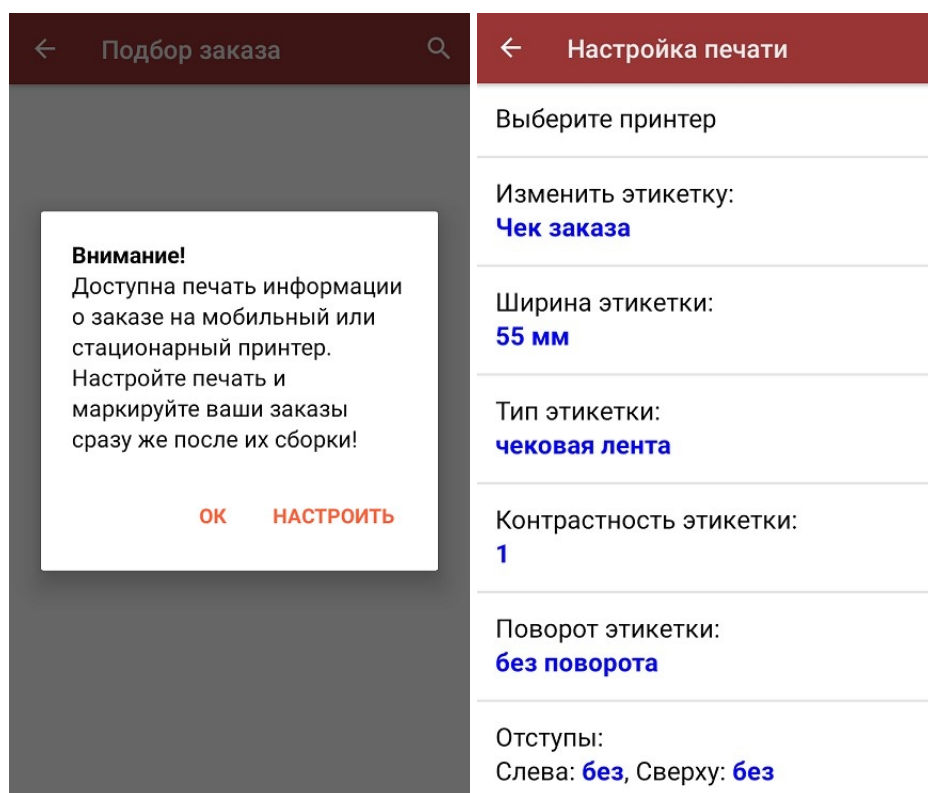 Подбор заказа
Внимание!
Доступна печать информации
о заказе на мобильный или
стационарный принтер.
Настройте печать и
маркируйте ваши заказы
сразу же после их сборки!
ОК НАСТРОИТЬ
Настройка печати
Выберите принтер
Изменить этикетку:
Чек заказа
Ширина этикетки:
55 мм
Тип этикетки:
чековая лента
Контрастность этикетки:
1
Поворот этикетки:
без поворота
Отступы:
Слева: без, Сверху: без